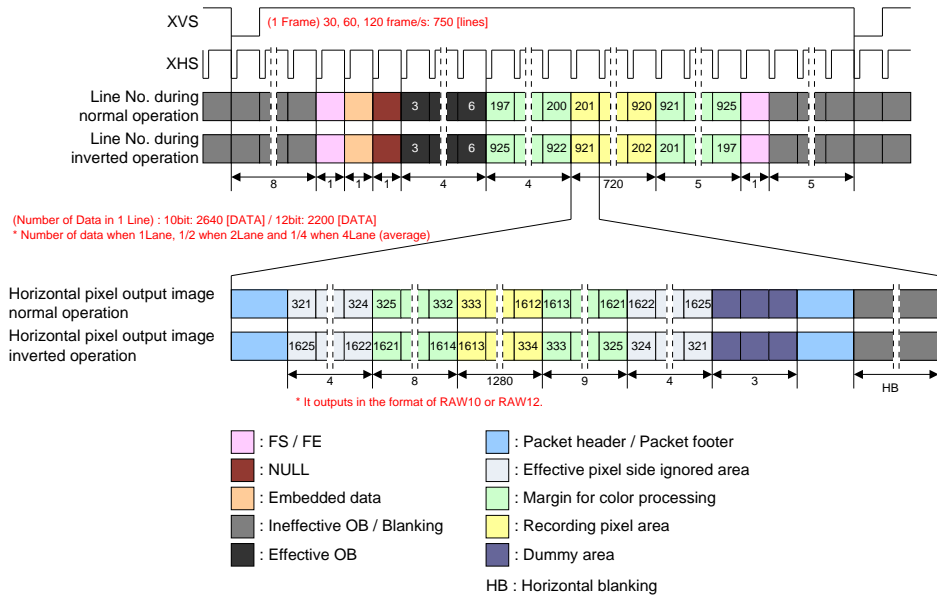 XVS
(1 Frame) 30, 60, 120 frame/s: 750 [lines]
XHS
Line No. during
normal operation
3 6 197 200 201 920 921 925
Line No. during
inverted operation
3 6 925 922 921 202 201 197
8 1 1 1 4 4 720 5 1 5
(Number of Data in 1 Line) : 10bit: 2640 [DATA] / 12bit: 2200 [DATA]
* Number of data when 1Lane, 1/2 when 2Lane and 1/4 when 4Lane (average)
Horizontal pixel output image
normal operation
321 324 325 332 333 1612 1613 1621 1622 1625
Horizontal pixel output image
inverted operation
1625 1622 1621 1614 1613 334 333 325 324 321
4 8 1280 9 4 3 HB
* It outputs in the format of RAW10 or RAW12.
: FS / FE
: Packet header / Packet footer
: NULL
: Effective pixel side ignored area
: Embedded data
: Margin for color processing
: Ineffective OB / Blanking
: Recording pixel area
: Effective OB
: Dummy area
HB : Horizontal blanking